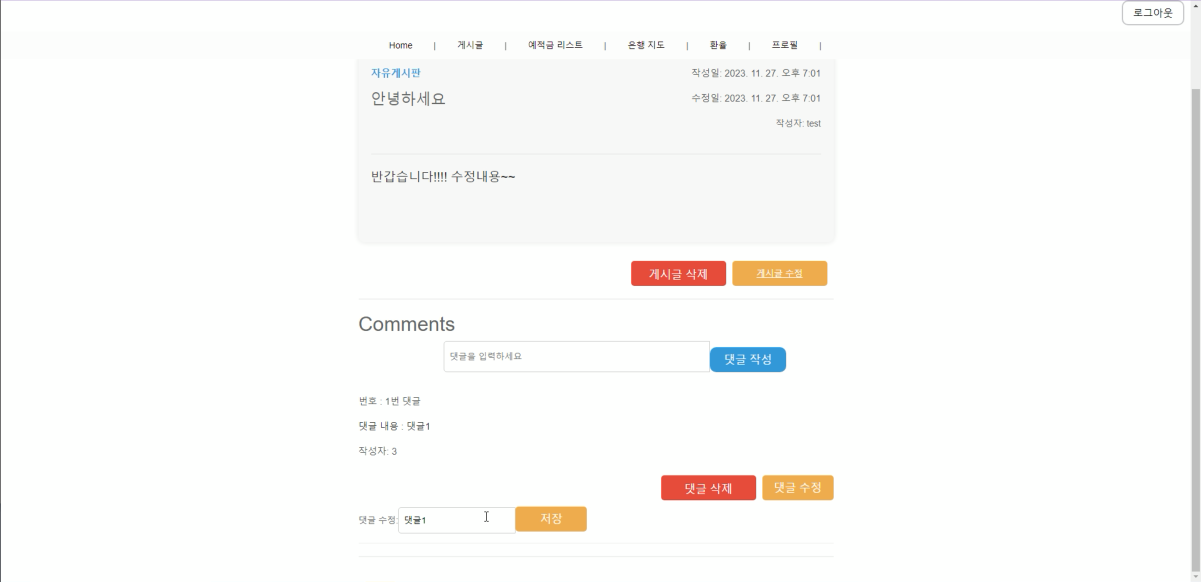 로그아웃
Home | 게시글 | 예적금 리스트 | 은행 지도 | 환율 | 프로필 |
자유게시판 작성일: 2023. 11. 27. 오후 7:01
안녕하세요 수정일: 2023. 11. 27. 오후 7:01
작성자: test
반갑습니다!!!! 수정내용~~
게시글 삭제 게시글 수정
Comments
댓글을 입력하세요 댓글 작성
번호 : 1번 댓글
댓글 내용 : 댓글1
작성자: 3
댓글 삭제 댓글 수정
댓글 수정: 댓글1 저장